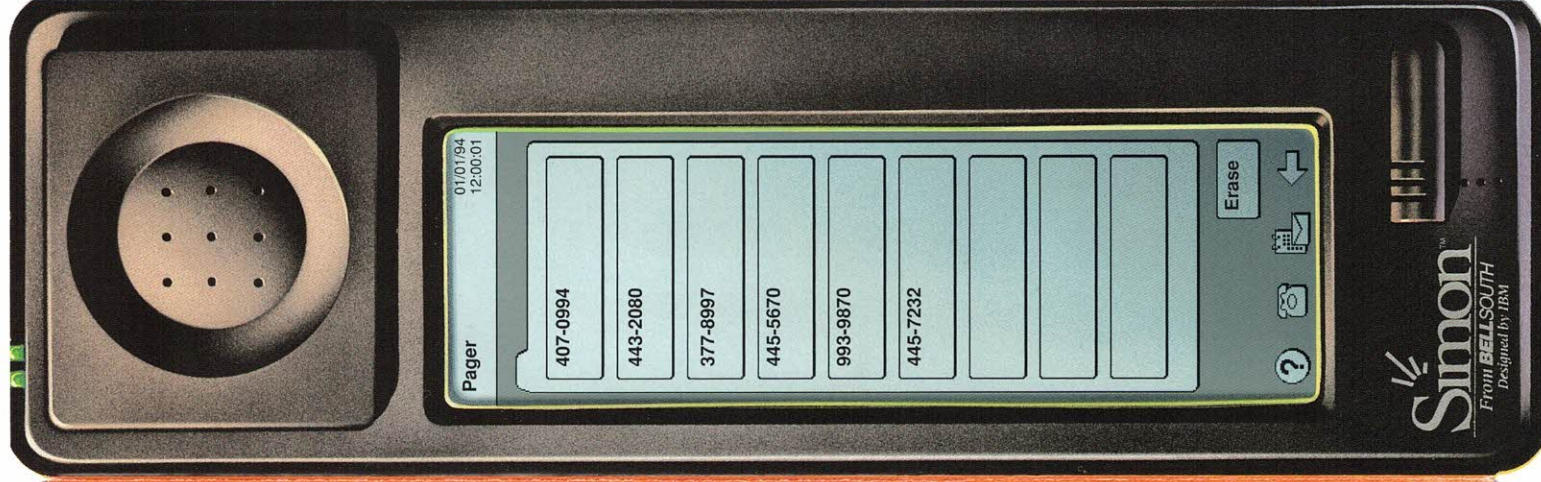 Pager
01/01/94
12:00:01
407-0994
443-2080
377-8997
445-5670
993-9870
445-7232
Erase
?
Simon™
From BELLSOUTH
Designed by IBM